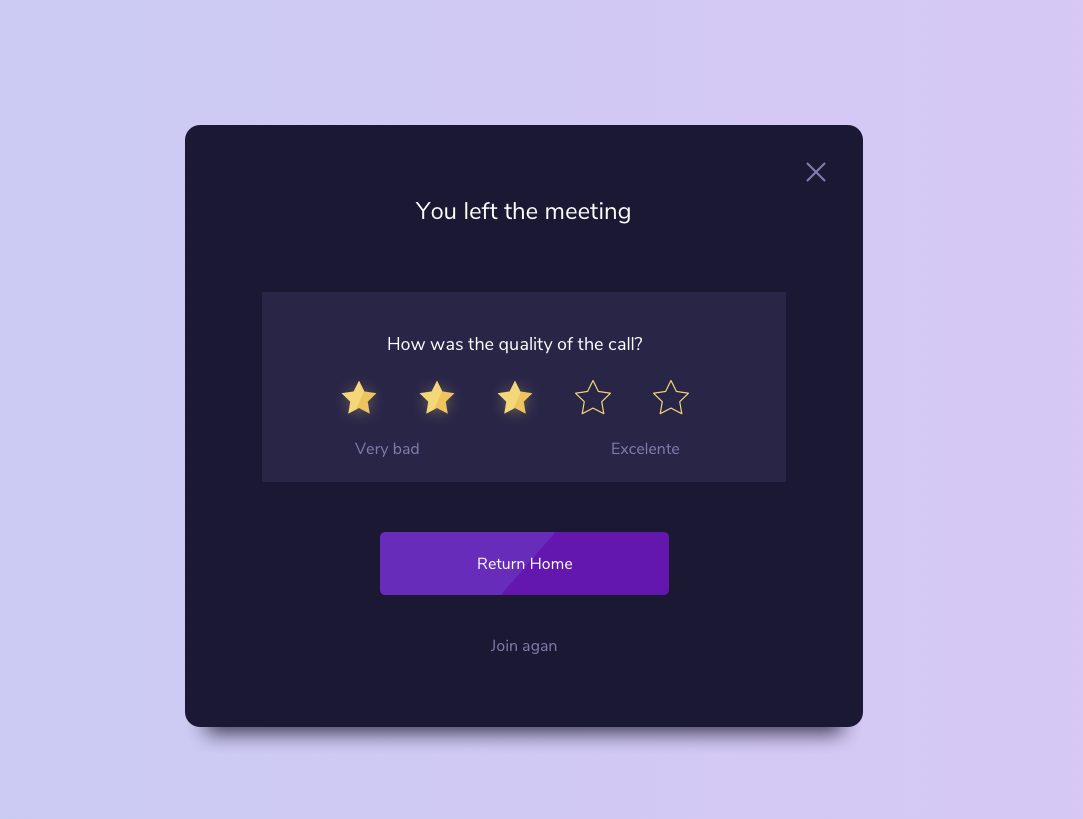 You left the meeting
How was the quality of the call?
Very bad
Excelente
Return Home
Join agan